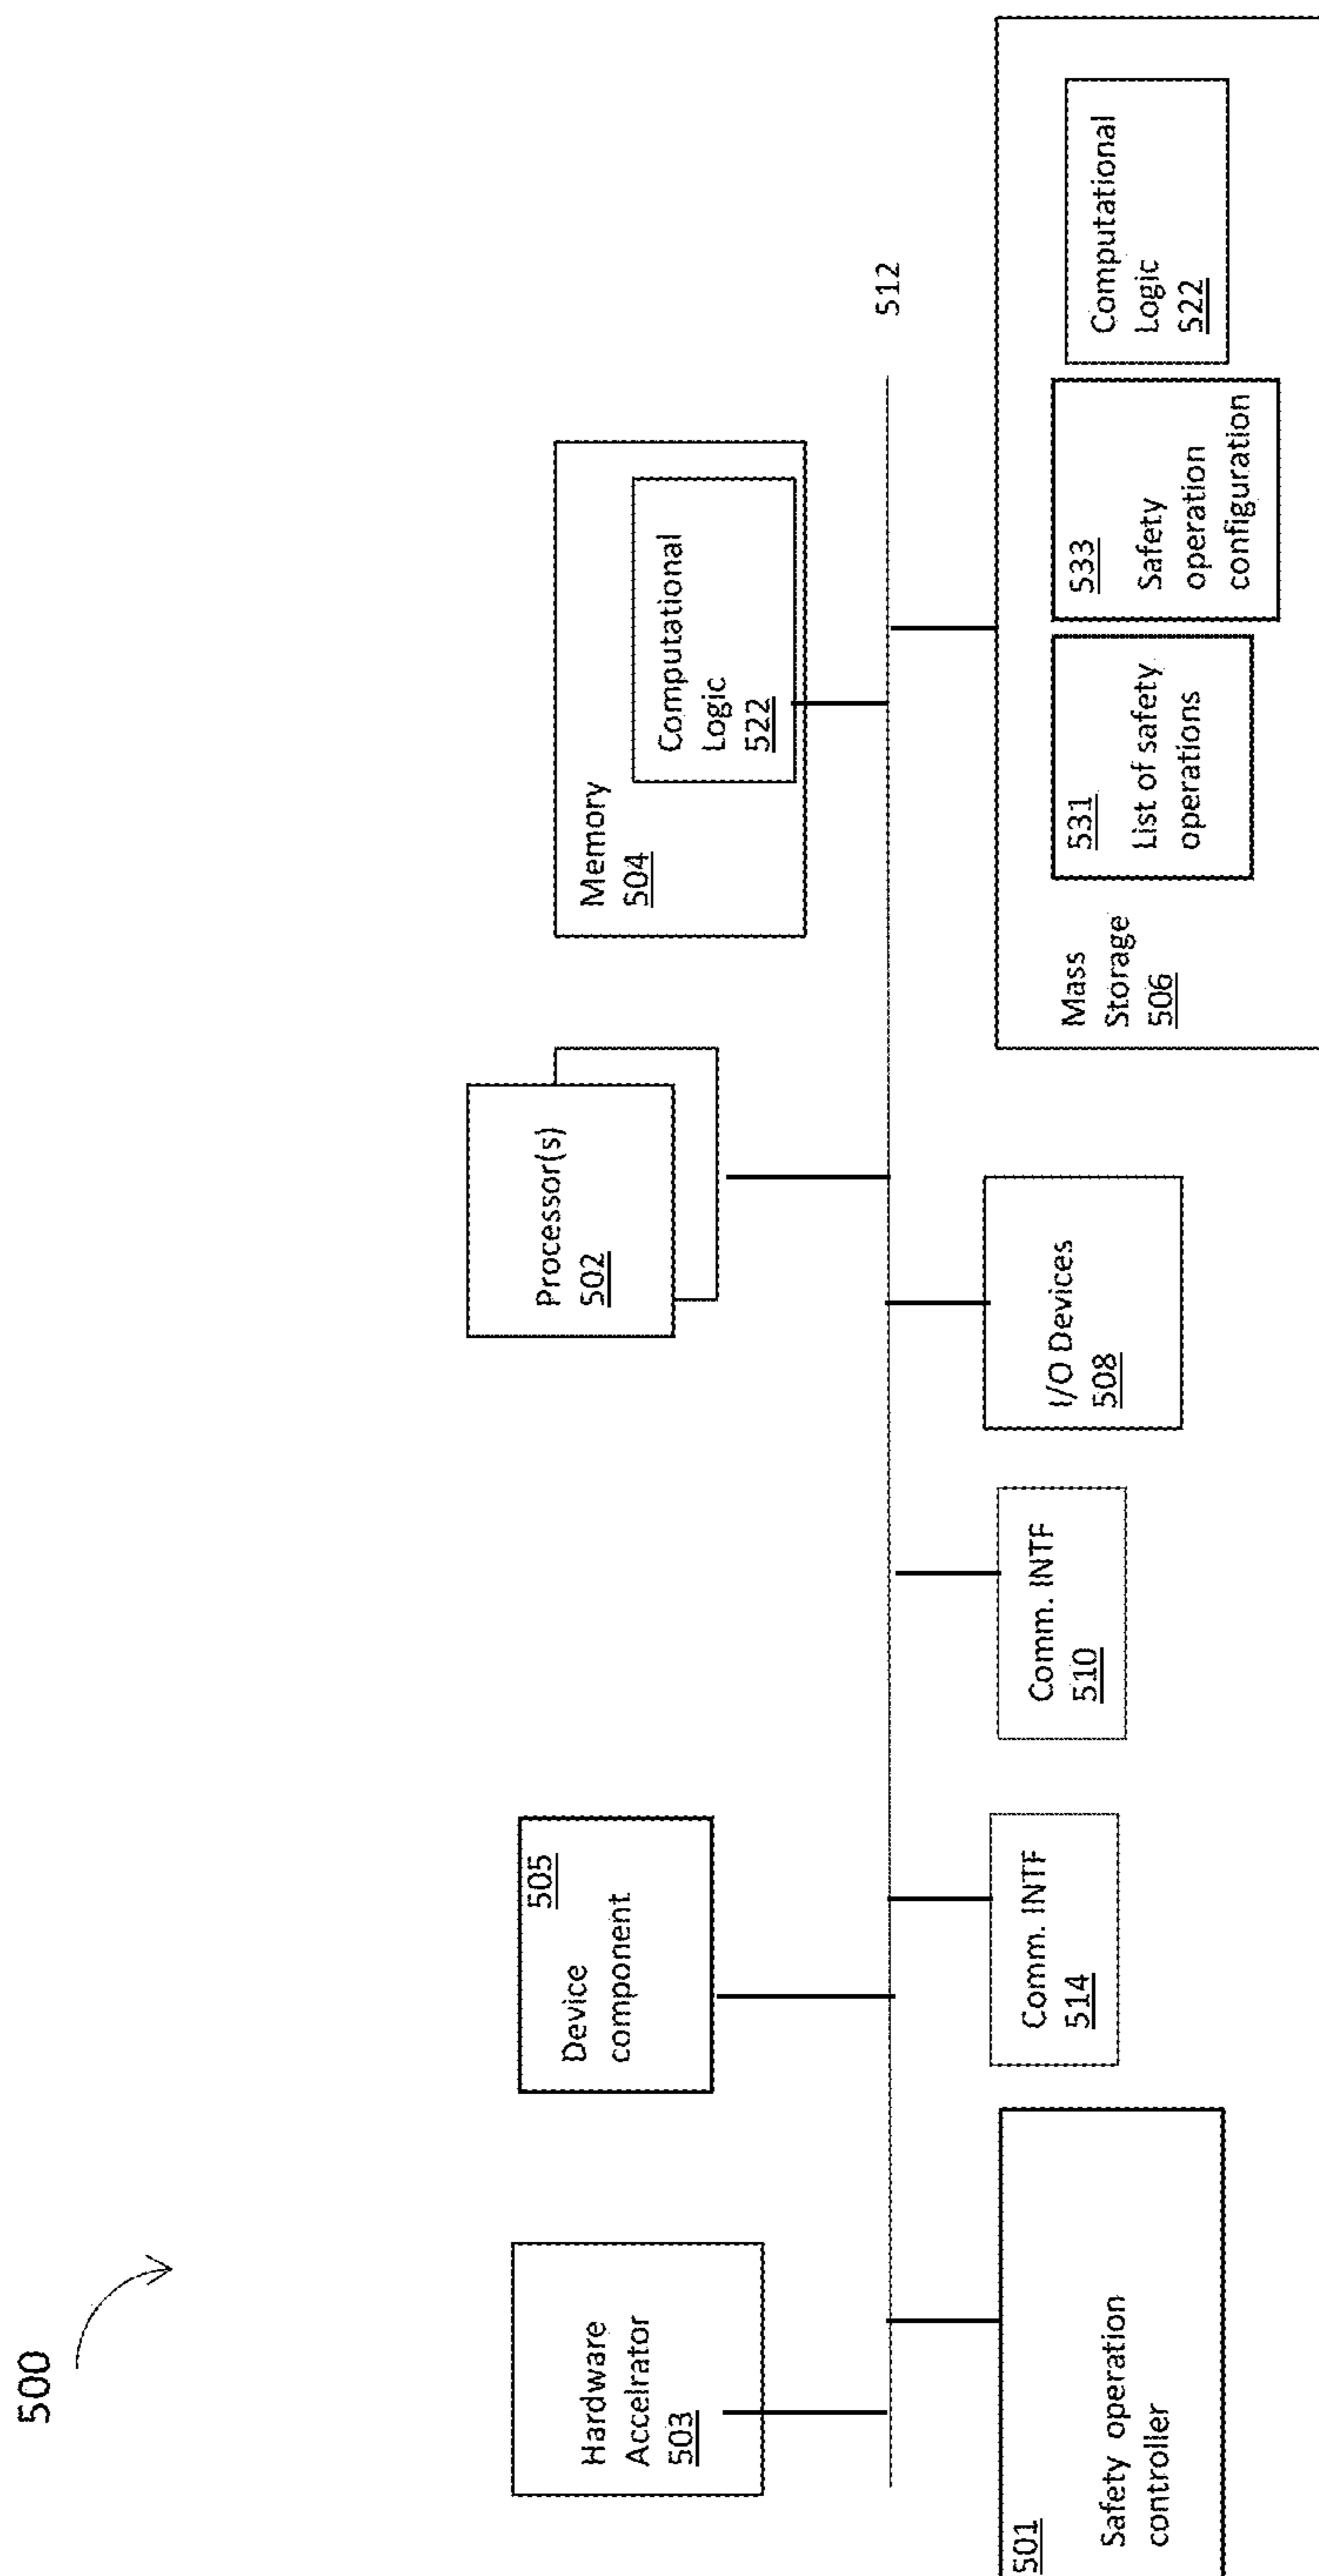 500
Hardware
Accelrator
503
505
Device
component
Processor(s)
502
Memory
504
Computational
Logic
522
512
501
Safety operation
controller
Comm. INTF
514
Comm. INTF
510
I/O Devices
508
Mass
Storage
506
531
List of safety
operations
533
Safety
operation
configuration
Computational
Logic
522